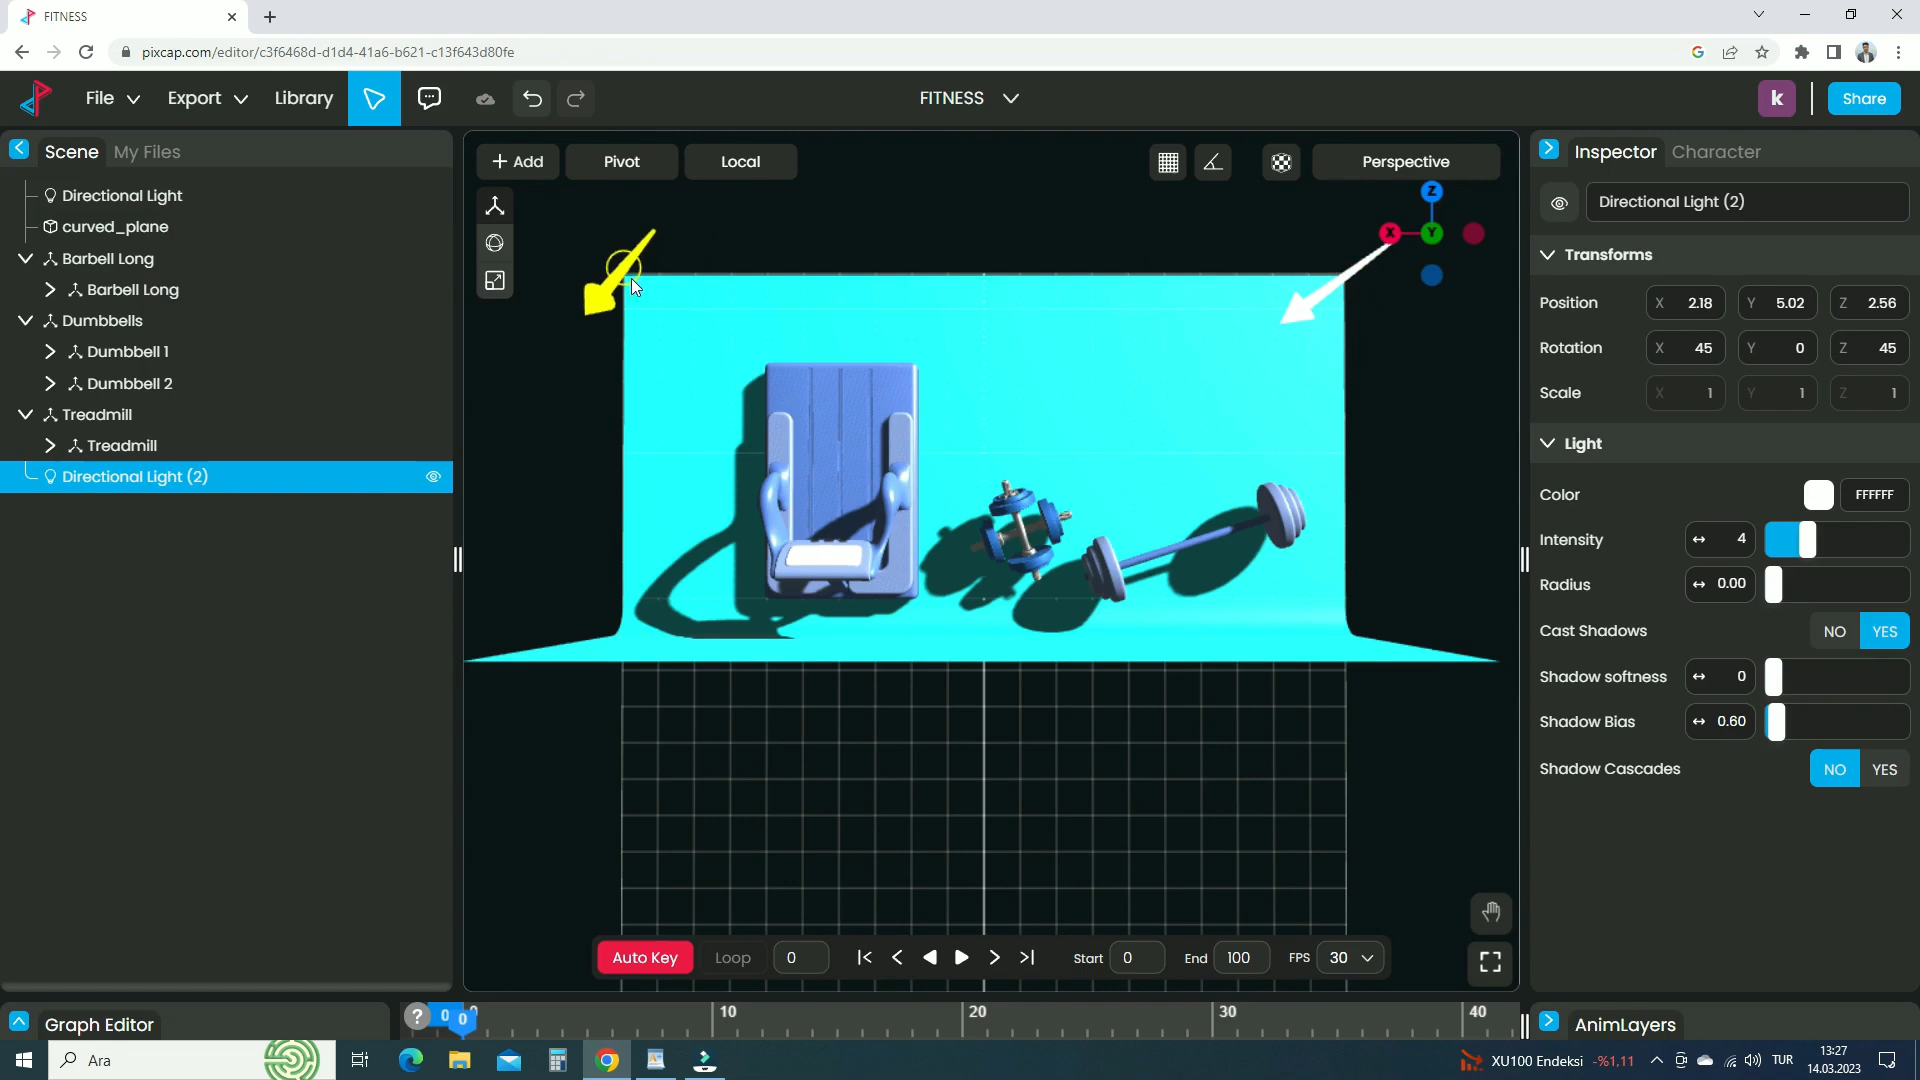 FITNESS
pixcap.com/editor/c3f6468d-d1d4-41a6-b621-c13f643d80fe
File
Export
Library
FITNESS
k
Share
Scene
My Files
+ Add
Pivot
Local
Perspective
Inspector
Character
Z
X
Y
Directional Light
curved_plane
Barbell Long
Barbell Long
Dumbbells
Dumbbell 1
Dumbbell 2
Treadmill
Treadmill
Directional Light (2)
Directional Light (2)
Transforms
Position X 2.18 Y 5.02 Z 2.56
Rotation X 45 Y 0 Z 45
Scale X 1 Y 1 Z 1
Light
Color FFFFFF
Intensity 4
Radius 0.00
Cast Shadows NO YES
Shadow softness 0
Shadow Bias 0.60
Shadow Cascades NO YES
Auto Key Loop 0 Start 0 End 100 FPS 30
Graph Editor
? 0 0 10 20 30 40
AnimLayers
Ara
XU100 Endeksi -%1,11
TUR
13:27
14.03.2023